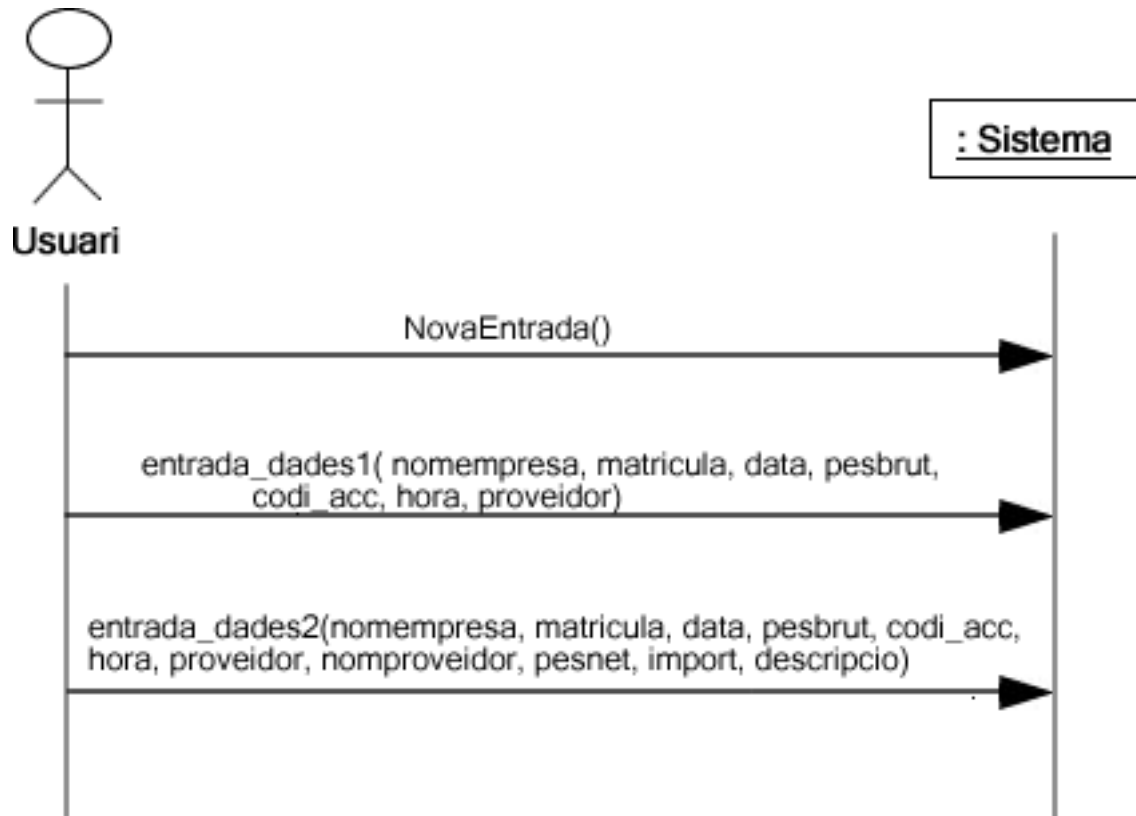 : Sistema
Usuari
NovaEntrada()
entrada_dades1( nomempresa, matricula, data, pesbrut,
codi_acc, hora, proveidor)
entrada_dades2(nomempresa, matricula, data, pesbrut, codi_acc,
hora, proveidor, nomproveidor, pesnet, import, descripcio)